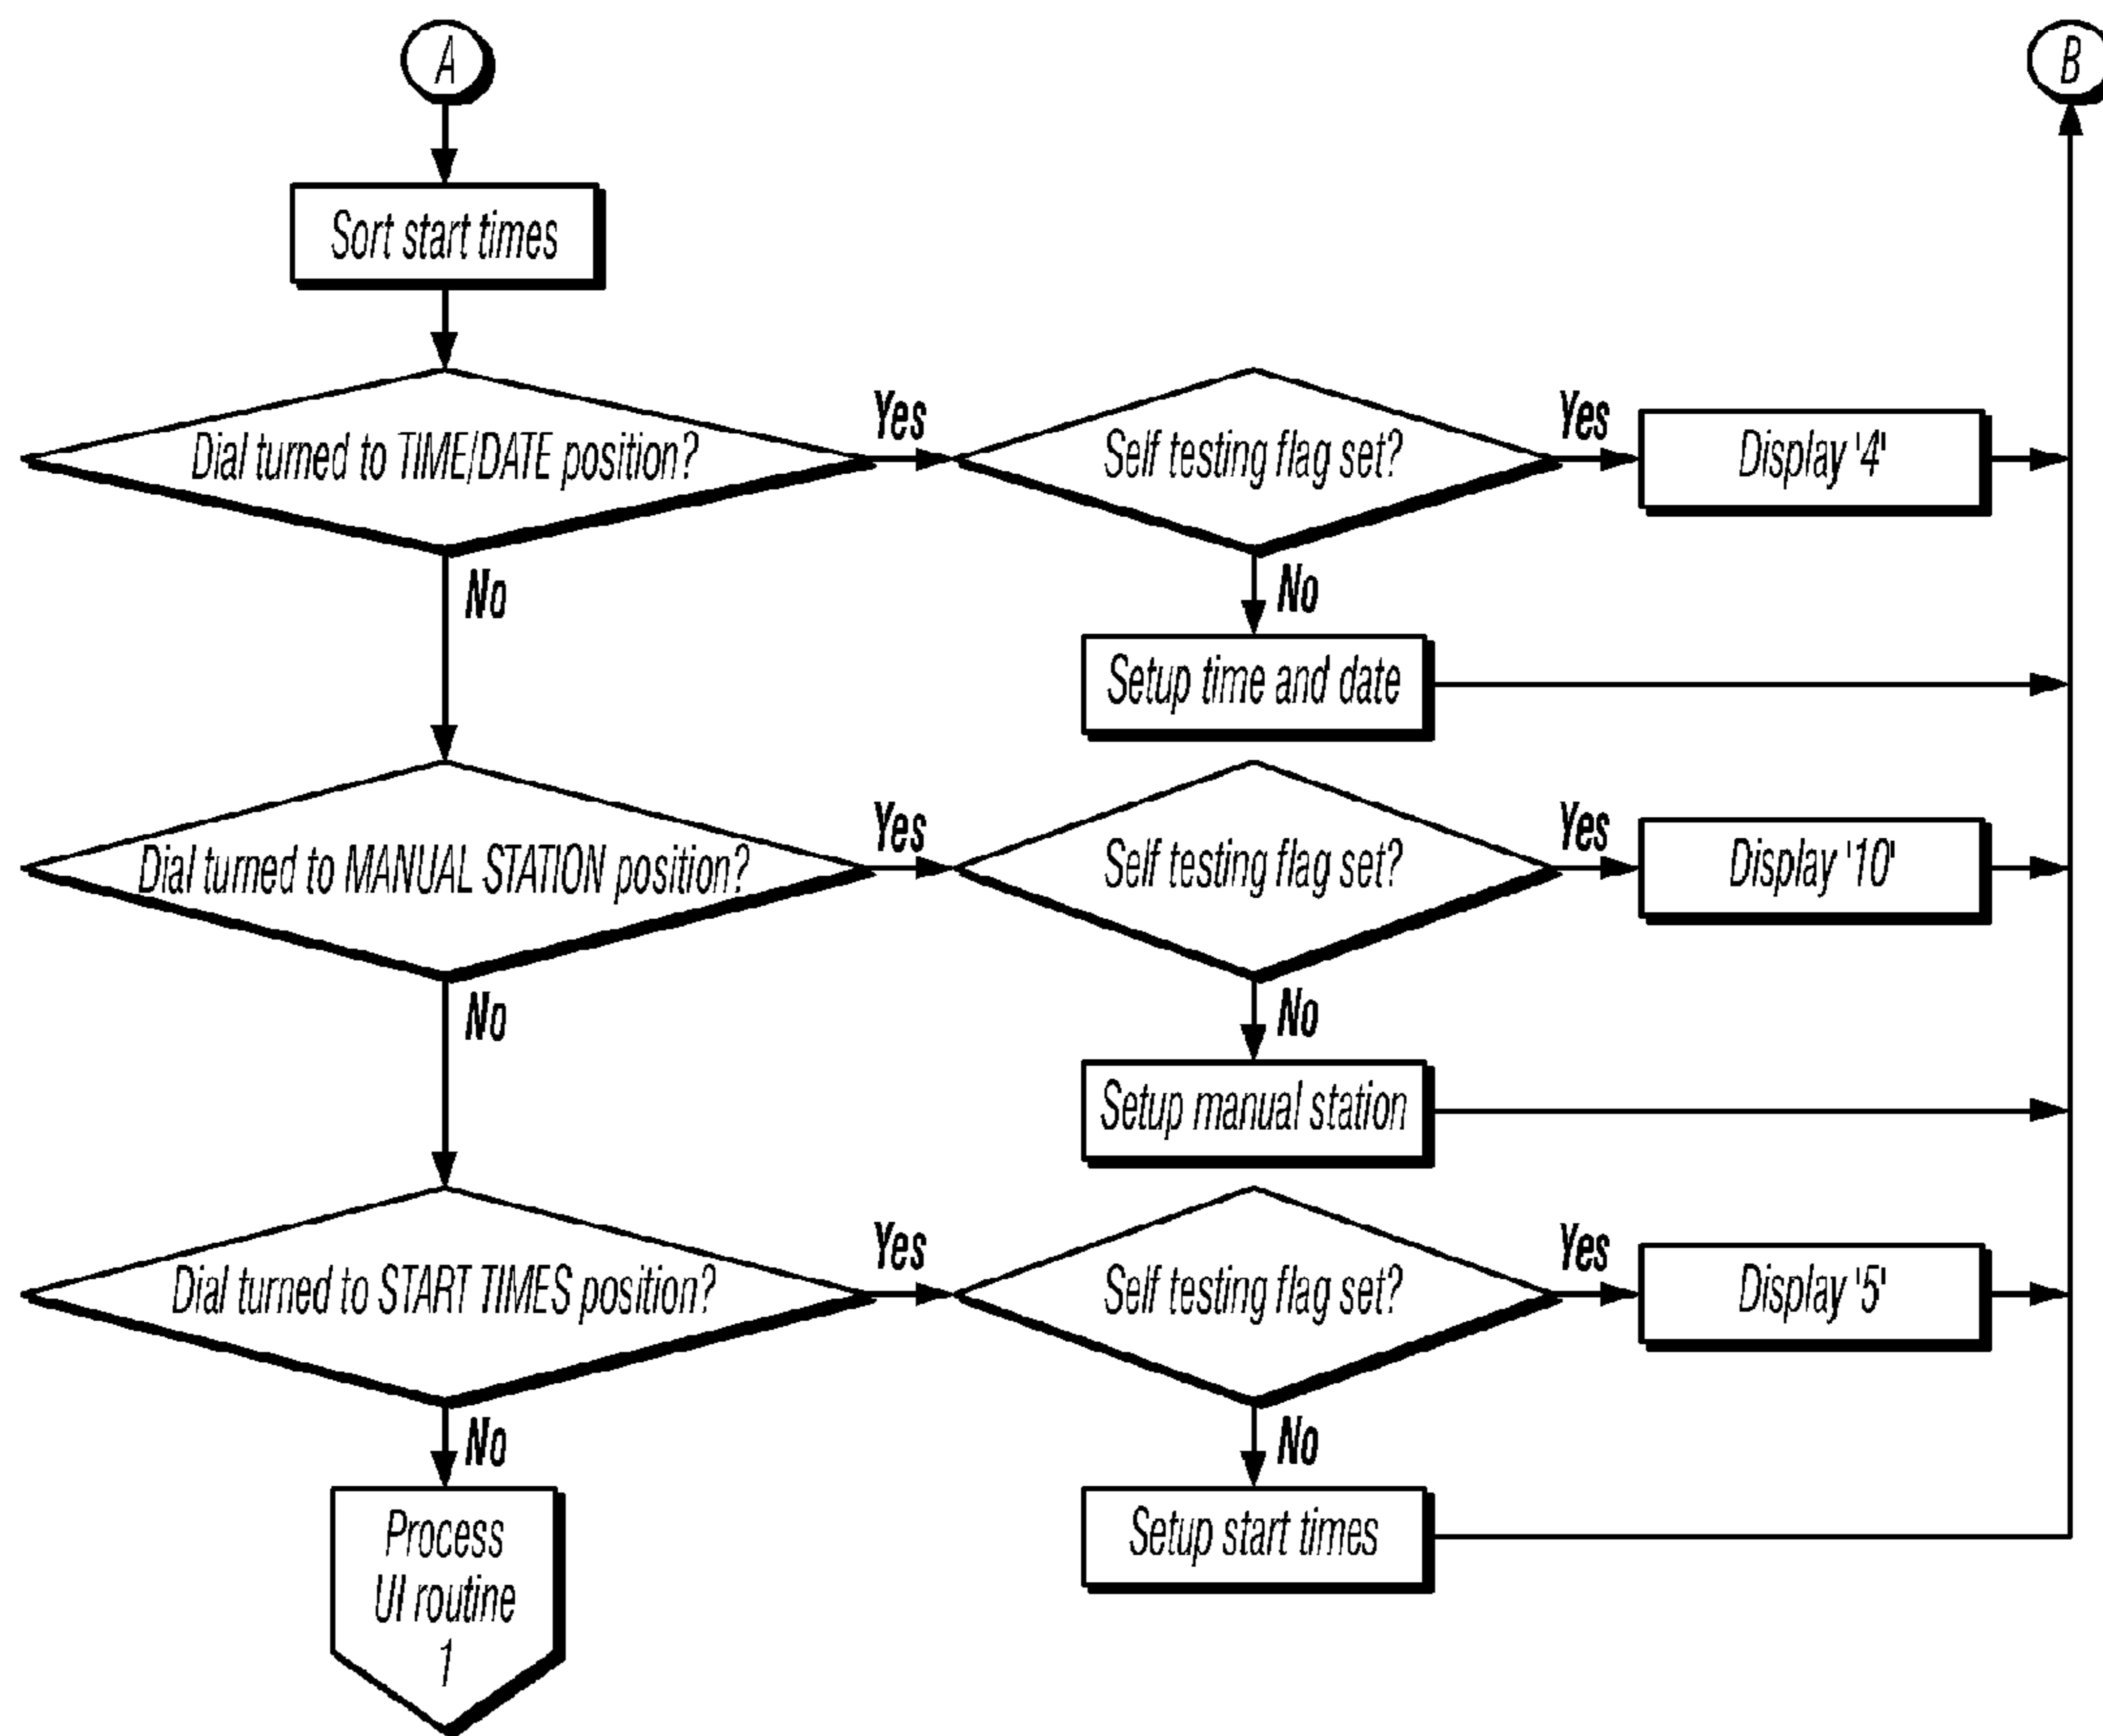 A
B
Sort start times
Dial turned to TIME/DATE position?
Yes
Self testing flag set?
Yes
Display '4'
No
No
Setup time and date
Dial turned to MANUAL STATION position?
Yes
Self testing flag set?
Yes
Display '10'
No
No
Setup manual station
Dial turned to START TIMES position?
Yes
Self testing flag set?
Yes
Display '5'
No
No
Process
UI routine
1
Setup start times